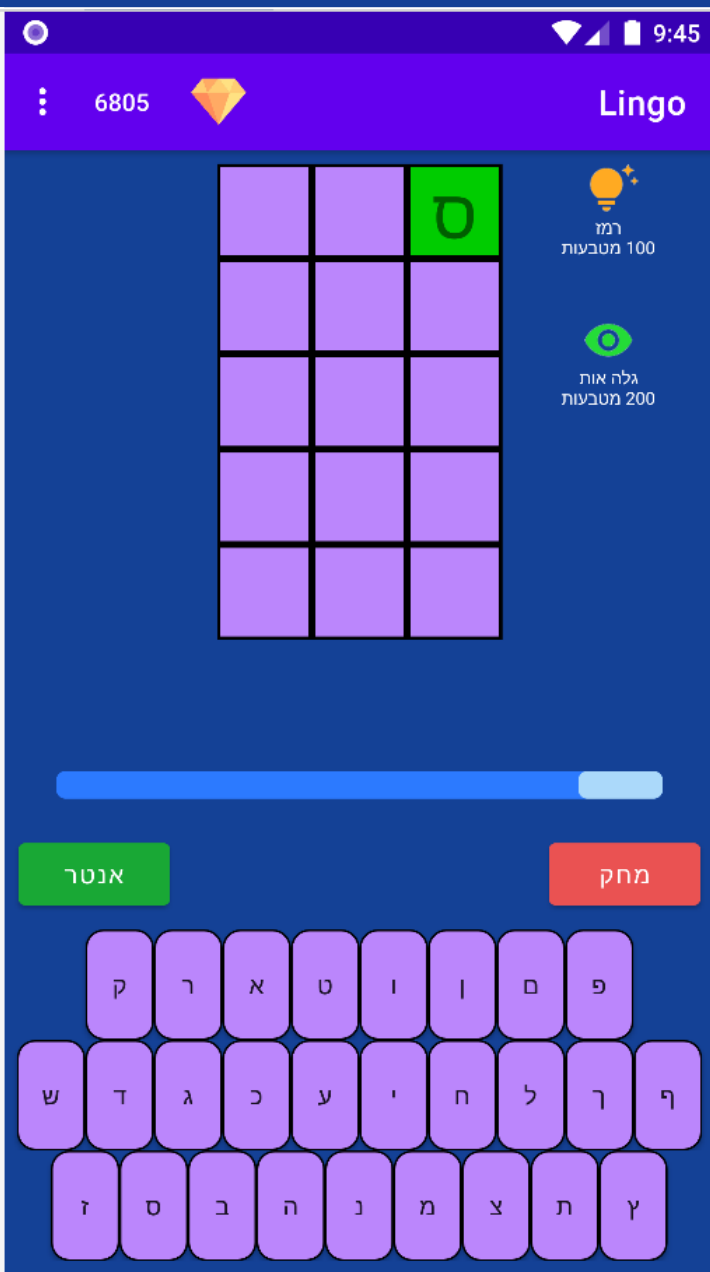 9:45
6805 Lingo
ס
רמז
100 מטבעות
גלה אות
200 מטבעות
אנטר מחק
ק ר א ט ו ן ם פ
ש ד ג כ ע י ח ל ך ף
ז ס ב ה נ מ צ ת ץ